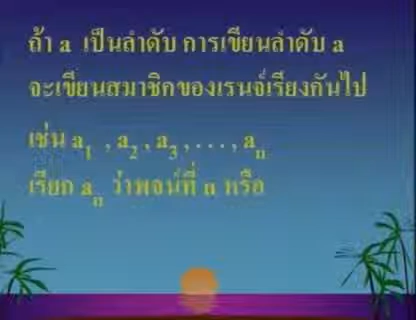 ถ้า a เป็นลำดับ การเขียนลำดับ a
จะเขียนสมาชิกของเรนจ์เรียงกันไป
เช่น a₁ , a₂ , a₃ , . . . , aₙ
เรียก aₙ ว่าพจน์ที่ n หรือ